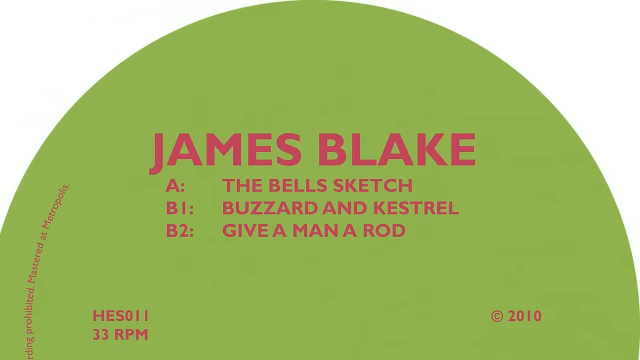 JAMES BLAKE
A: THE BELLS SKETCH
B1: BUZZARD AND KESTREL
B2: GIVE A MAN A ROD
prohibited. Mastered at Metropolis.
HES011
33 RPM
© 2010